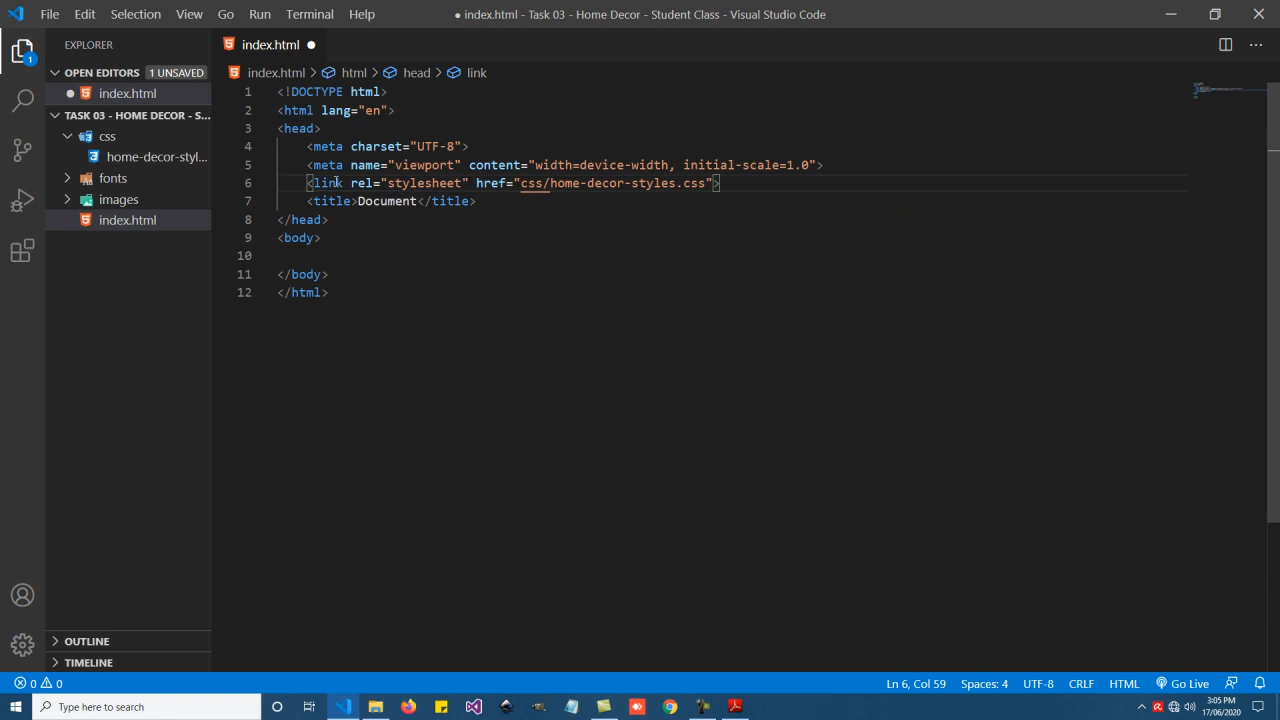 File Edit Selection View Go Run Terminal Help
● index.html - Task 03 - Home Decor - Student Class - Visual Studio Code
EXPLORER
index.html
OPEN EDITORS 1 UNSAVED
index.html
index.html > html > head > link
TASK 03 - HOME DECOR - S...
css
home-decor-styl...
fonts
images
index.html
1 <!DOCTYPE html>
2 <html lang="en">
3 <head>
4 <meta charset="UTF-8">
5 <meta name="viewport" content="width=device-width, initial-scale=1.0">
6 <link rel="stylesheet" href="css/home-decor-styles.css">
7 <title>Document</title>
8 </head>
9 <body>
10
11 </body>
12 </html>
1
OUTLINE
TIMELINE
0 0
Ln 6, Col 59 Spaces: 4 UTF-8 CRLF HTML Go Live
Type here to search
3:05 PM
17/06/2020